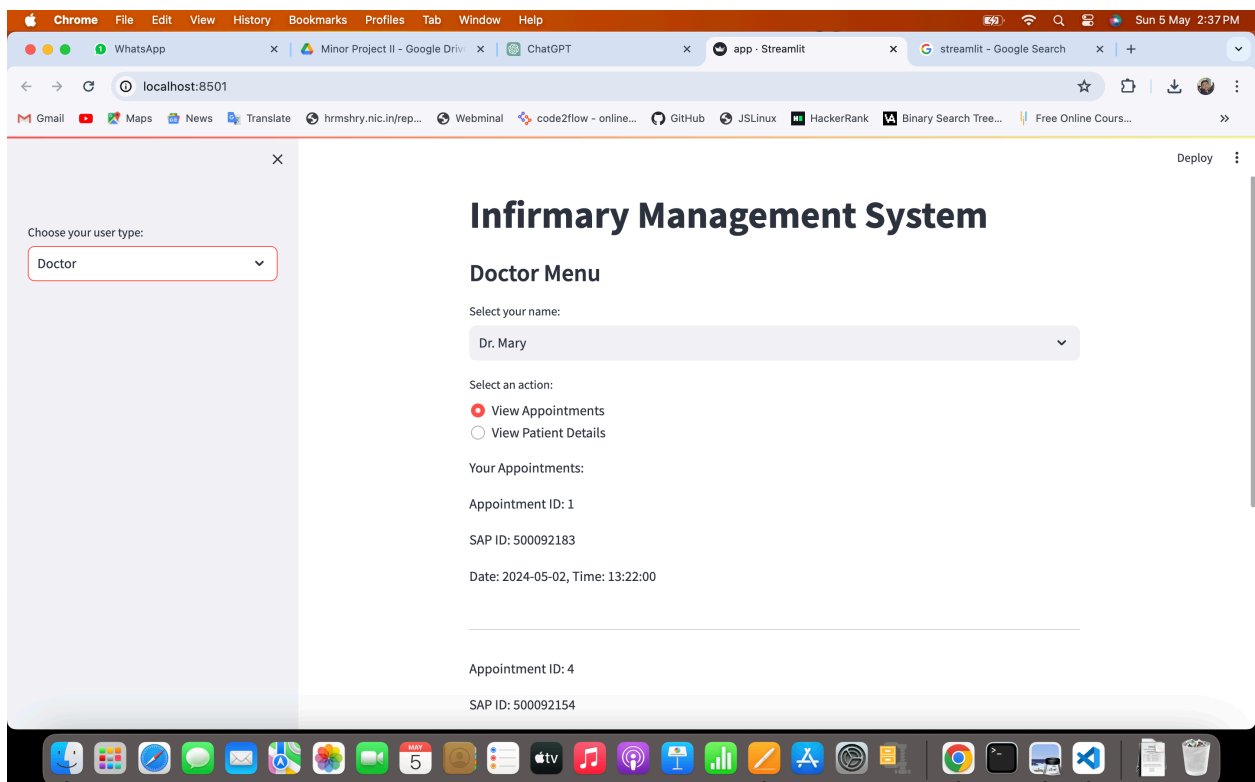 Chrome File Edit View History Bookmarks Profiles Tab Window Help Sun 5 May 2:37 PM
1 WhatsApp Minor Project II - Google Drive ChatGPT app · Streamlit streamlit - Google Search
localhost:8501
Gmail Maps News Translate hrmshry.nic.in/rep... Webminal code2flow - online... GitHub JSLinux HackerRank Binary Search Tree... Free Online Cours...
Deploy
Choose your user type:
Doctor
Infirmary Management System
Doctor Menu
Select your name:
Dr. Mary
Select an action:
View Appointments
View Patient Details
Your Appointments:
Appointment ID: 1
SAP ID: 500092183
Date: 2024-05-02, Time: 13:22:00
Appointment ID: 4
SAP ID: 500092154
MAY
5
tv